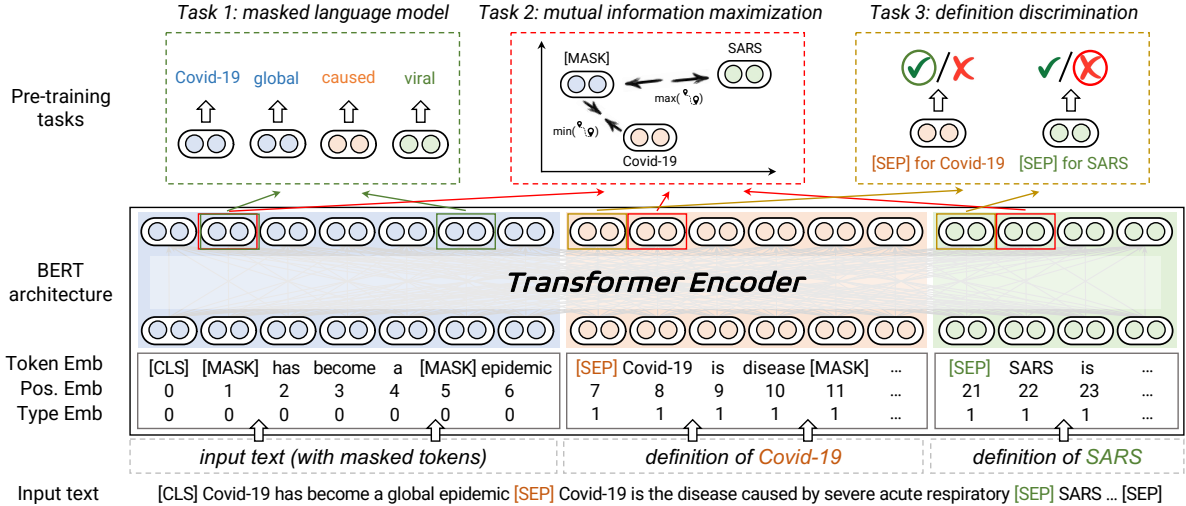 Task 1: masked language model Task 2: mutual information maximization Task 3: definition discrimination
Pre-training tasks
Covid-19 global caused viral
[MASK] SARS
max( )
min( )
Covid-19
/ /
[SEP] for Covid-19 [SEP] for SARS
BERT architecture
Transformer Encoder
Token Emb [CLS] [MASK] has become a [MASK] epidemic [SEP] Covid-19 is disease [MASK] ... [SEP] SARS is ...
Pos. Emb 0 1 2 3 4 5 6 7 8 9 10 11 ... 21 22 23 ...
Type Emb 0 0 0 0 0 0 0 1 1 1 1 1 ... 1 1 1 ...
input text (with masked tokens) definition of Covid-19 definition of SARS
Input text [CLS] Covid-19 has become a global epidemic [SEP] Covid-19 is the disease caused by severe acute respiratory [SEP] SARS ... [SEP]